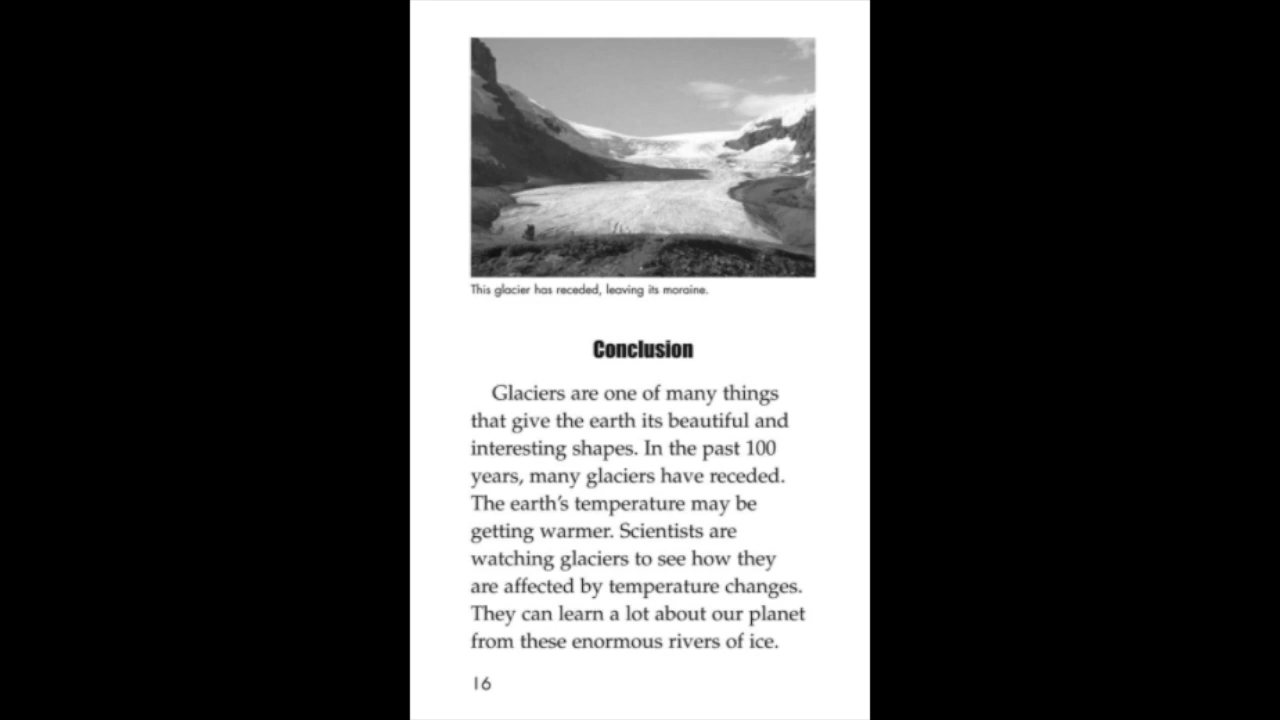 This glacier has receded, leaving its moraine.
Conclusion
Glaciers are one of many things
that give the earth its beautiful and
interesting shapes. In the past 100
years, many glaciers have receded.
The earth’s temperature may be
getting warmer. Scientists are
watching glaciers to see how they
are affected by temperature changes.
They can learn a lot about our planet
from these enormous rivers of ice.
16